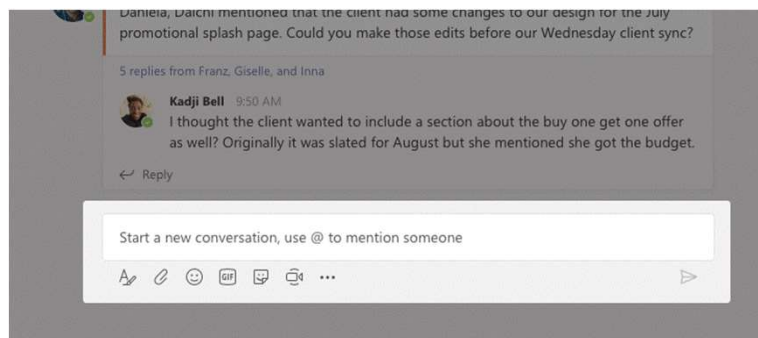 Daniela, Daichi mentioned that the client had some changes to our design for the July
promotional splash page. Could you make those edits before our Wednesday client sync?
5 replies from Franz, Giselle, and Inna
Kadji Bell 9:50 AM
I thought the client wanted to include a section about the buy one get one offer
as well? Originally it was slated for August but she mentioned she got the budget.
Reply
Start a new conversation, use @ to mention someone
GIF